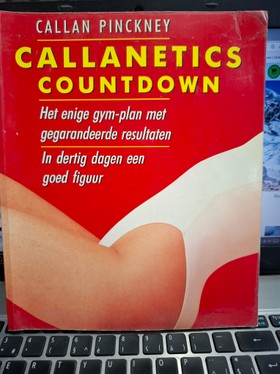 CALLAN PINCKNEY
CALLANETICS
COUNTDOWN
Het enige gym-plan met
gegarandeerde resultaten
In dertig dagen een
goed figuur
E R T Y U I O P